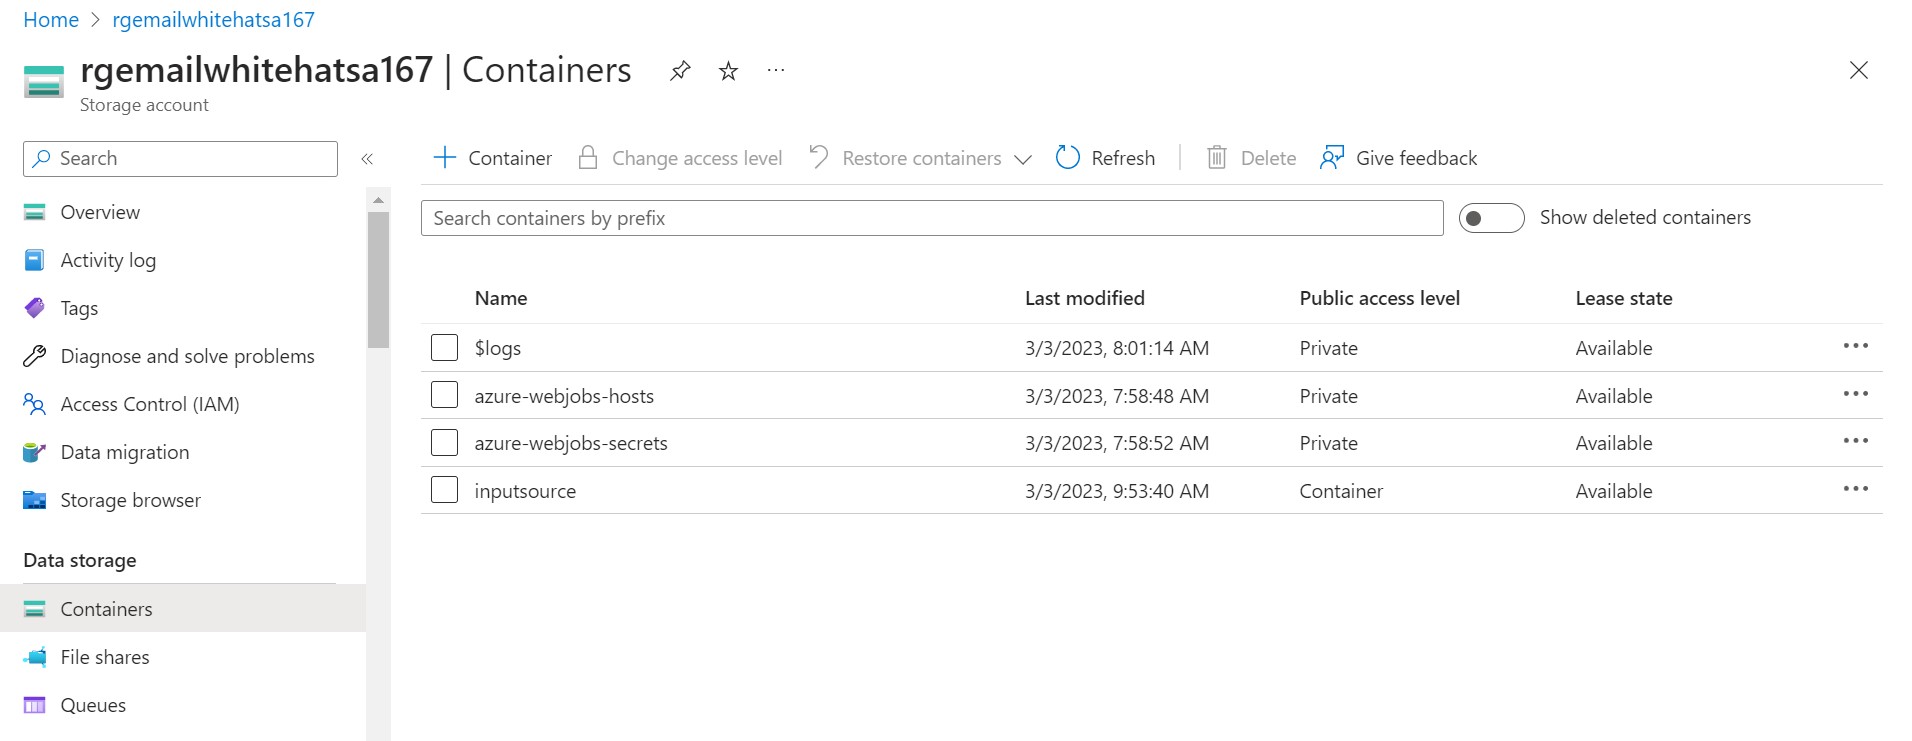 Home > rgemailwhitehatsa167
rgemailwhitehatsa167 | Containers
Storage account
Search
Overview
Activity log
Tags
Diagnose and solve problems
Access Control (IAM)
Data migration
Storage browser
Data storage
Containers
File shares
Queues
Container Change access level Restore containers Refresh Delete Give feedback
Search containers by prefix Show deleted containers
Name Last modified Public access level Lease state
$logs 3/3/2023, 8:01:14 AM Private Available
azure-webjobs-hosts 3/3/2023, 7:58:48 AM Private Available
azure-webjobs-secrets 3/3/2023, 7:58:52 AM Private Available
inputsource 3/3/2023, 9:53:40 AM Container Available